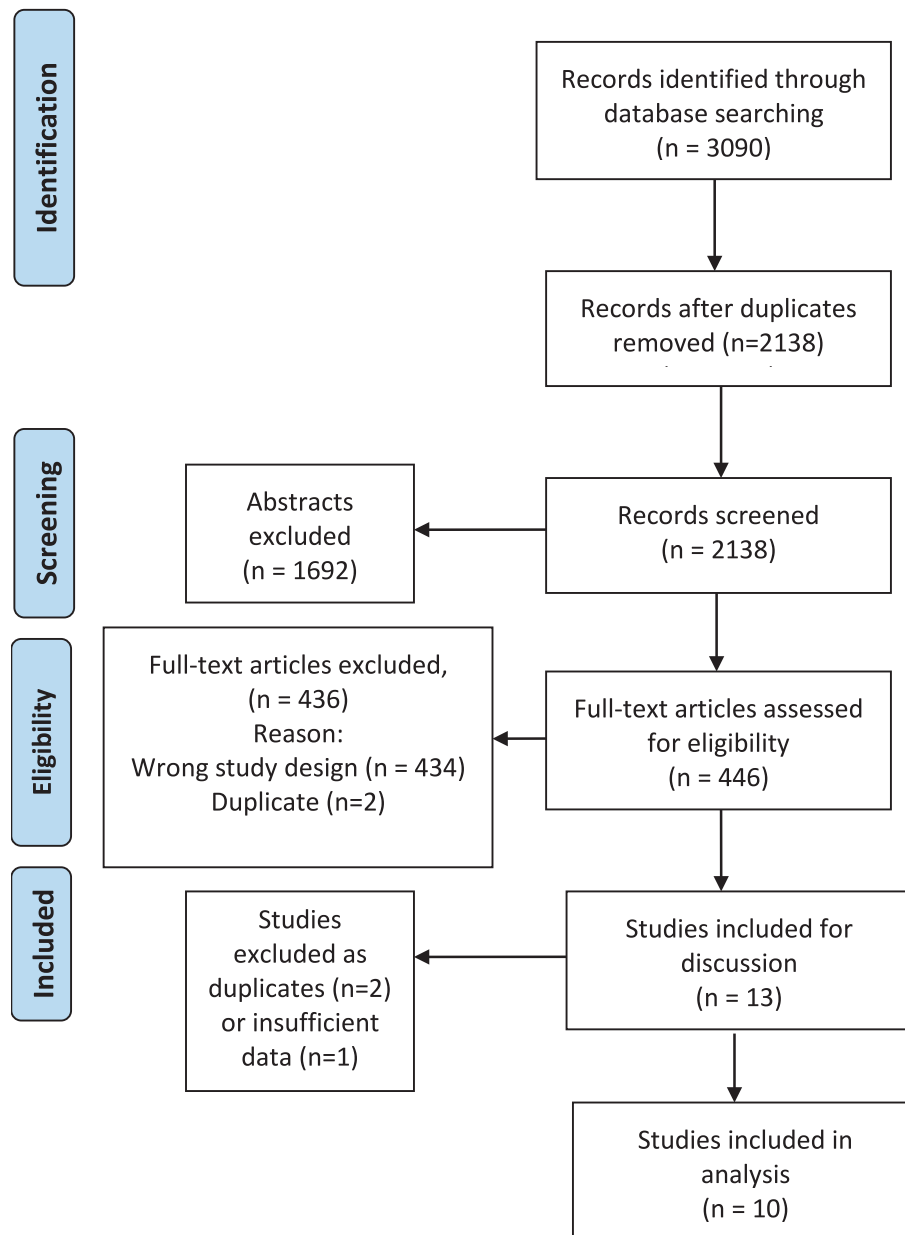 Identification
Records identified through
database searching
(n = 3090)
Records after duplicates
removed (n=2138)
Screening
Abstracts
excluded
(n = 1692)
Records screened
(n = 2138)
Eligibility
Full-text articles excluded,
(n = 436)
Reason:
Wrong study design (n = 434)
Duplicate (n=2)
Full-text articles assessed
for eligibility
(n = 446)
Included
Studies
excluded as
duplicates (n=2)
or insufficient
data (n=1)
Studies included for
discussion
(n = 13)
Studies included in
analysis
(n = 10)